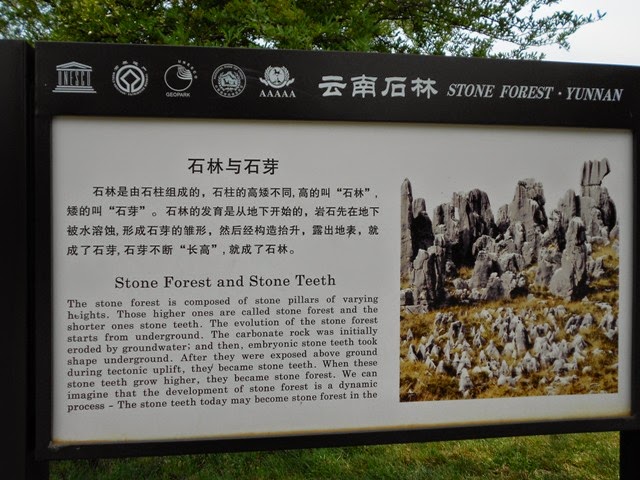 云南石林 STONE FOREST · YUNNAN
UNESCO
GEOPARK
AAAAA
石林与石芽
石林是由石柱组成的，石柱的高矮不同，高的叫“石林”，
矮的叫“石芽”。石林的发育是从地下开始的，岩石先在地下
被水溶蚀，形成石芽的雏形，然后经构造抬升，露出地表，就
成了石芽，石芽不断“长高”，就成了石林。
Stone Forest and Stone Teeth
The stone forest is composed of stone pillars of varying
heights. Those higher ones are called stone forest and the
shorter ones stone teeth. The evolution of the stone forest
starts from underground. The carbonate rock was initially
eroded by groundwater; and then, embryonic stone teeth took
shape underground. After they were exposed above ground
during tectonic uplift, they became stone teeth. When these
stone teeth grow higher, they became stone forest. We can
imagine that the development of stone forest is a dynamic
process - The stone teeth today may become stone forest in the